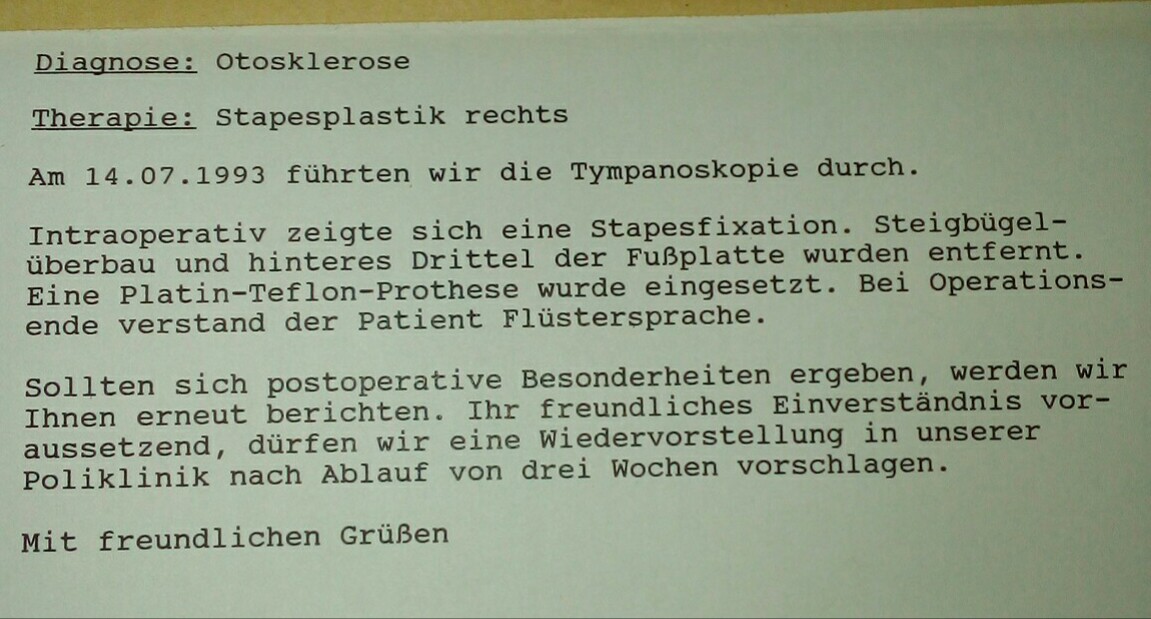 Diagnose: Otosklerose
Therapie: Stapesplastik rechts
Am 14.07.1993 führten wir die Tympanoskopie durch.
Intraoperativ zeigte sich eine Stapesfixation. Steigbügel-
überbau und hinteres Drittel der Fußplatte wurden entfernt.
Eine Platin-Teflon-Prothese wurde eingesetzt. Bei Operations-
ende verstand der Patient Flüstersprache.
Sollten sich postoperative Besonderheiten ergeben, werden wir
Ihnen erneut berichten. Ihr freundliches Einverständnis vor-
aussetzend, dürfen wir eine Wiedervorstellung in unserer
Poliklinik nach Ablauf von drei Wochen vorschlagen.
Mit freundlichen Grüßen